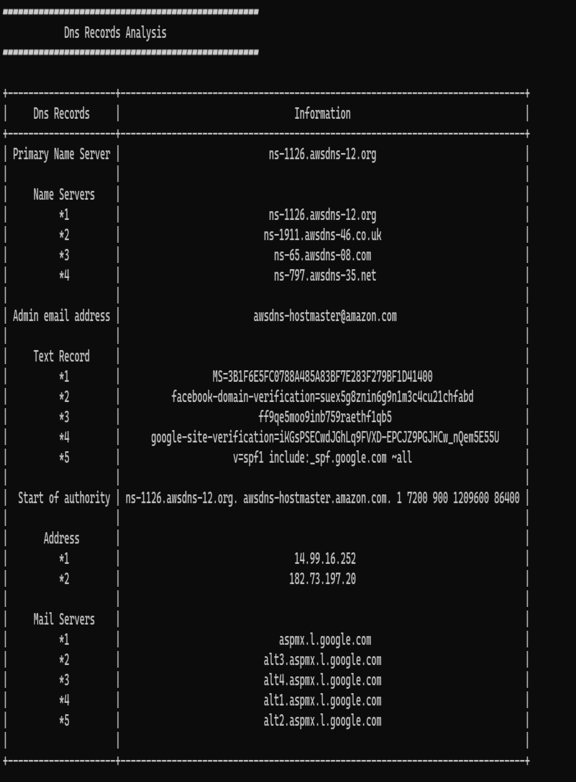 Dns Records Analysis
Dns Records | Information
Primary Name Server | ns-1126.awsdns-12.org
Name Servers
*1 | ns-1126.awsdns-12.org
*2 | ns-1911.awsdns-46.co.uk
*3 | ns-65.awsdns-08.com
*4 | ns-797.awsdns-35.net
Admin email address | awsdns-hostmaster@amazon.com
Text Record
*1 | MS=3B1F6E5FC0788A485A83BF7E283F279BF1D41400
*2 | facebook-domain-verification=suex5g8znin6g9n1m3c4cu21chfabd
*3 | ff9qe5moo9inb759raethf1qb5
*4 | google-site-verification=iKGsPSECwdJGhLq9FVXD-EPCJZ9PGJHCw_nQem5E55U
*5 | v=spf1 include:_spf.google.com ~all
Start of authority | ns-1126.awsdns-12.org. awsdns-hostmaster.amazon.com. 1 7200 900 1209600 86400
Address
*1 | 14.99.16.252
*2 | 182.73.197.20
Mail Servers
*1 | aspmx.l.google.com
*2 | alt3.aspmx.l.google.com
*3 | alt4.aspmx.l.google.com
*4 | alt1.aspmx.l.google.com
*5 | alt2.aspmx.l.google.com